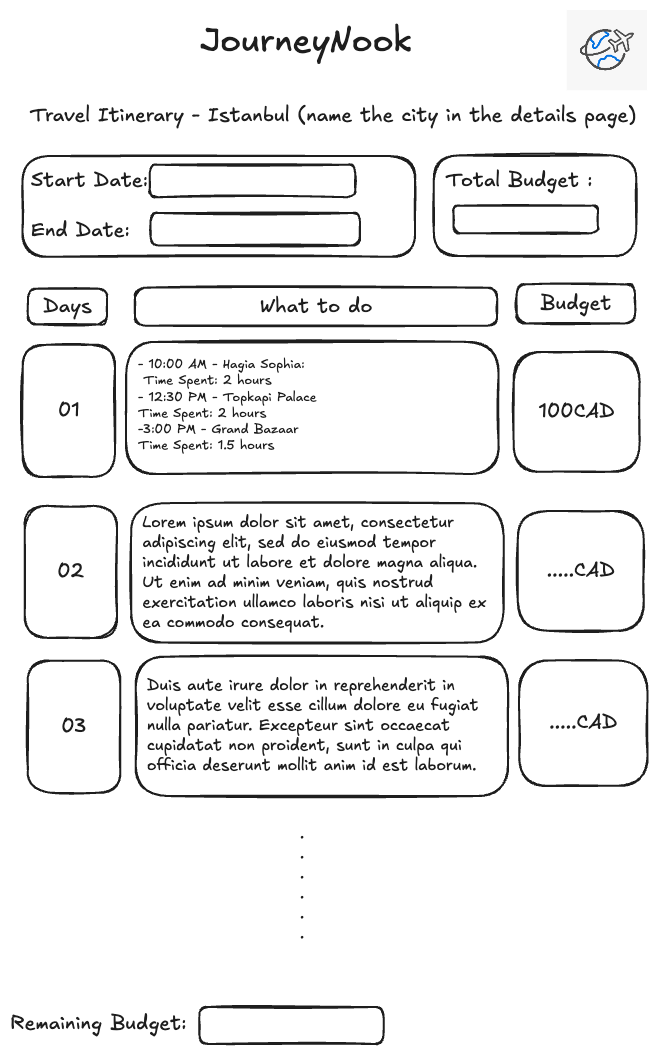 JourneyNook
Travel Itinerary - Istanbul (name the city in the details page)
Start Date:
End Date:
Total Budget :
Days
What to do
Budget
01
- 10:00 AM - Hagia Sophia:
Time Spent: 2 hours
- 12:30 PM - Topkapi Palace
Time Spent: 2 hours
-3:00 PM - Grand Bazaar
Time Spent: 1.5 hours
100CAD
02
Lorem ipsum dolor sit amet, consectetur
adipiscing elit, sed do eiusmod tempor
incididunt ut labore et dolore magna aliqua.
Ut enim ad minim veniam, quis nostrud
exercitation ullamco laboris nisi ut aliquip ex
ea commodo consequat.
.....CAD
03
Duis aute irure dolor in reprehenderit in
voluptate velit esse cillum dolore eu fugiat
nulla pariatur. Excepteur sint occaecat
cupidatat non proident, sunt in culpa qui
officia deserunt mollit anim id est laborum.
.....CAD
.
.
.
.
.
.
Remaining Budget: